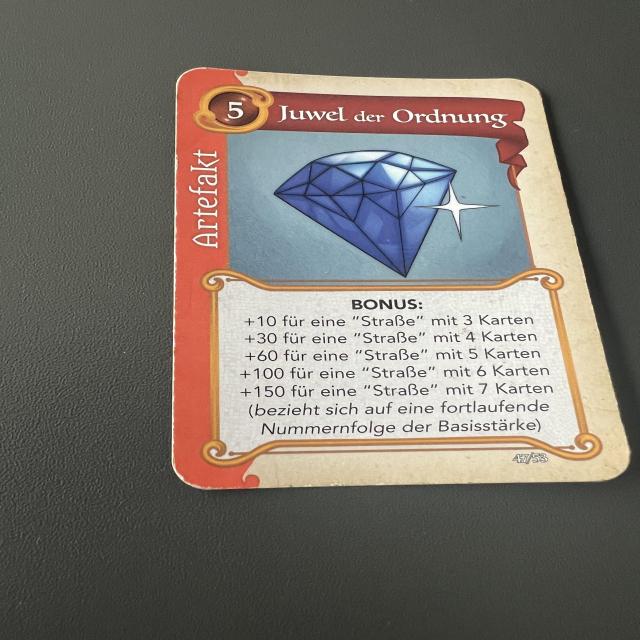 5
Juwel der Ordnung
Artefakt
BONUS:
+10 für eine "Straße" mit 3 Karten
+30 für eine "Straße" mit 4 Karten
+60 für eine "Straße" mit 5 Karten
+100 für eine "Straße" mit 6 Karten
+150 für eine "Straße" mit 7 Karten
(bezieht sich auf eine fortlaufende
Nummernfolge der Basisstärke)
47/53